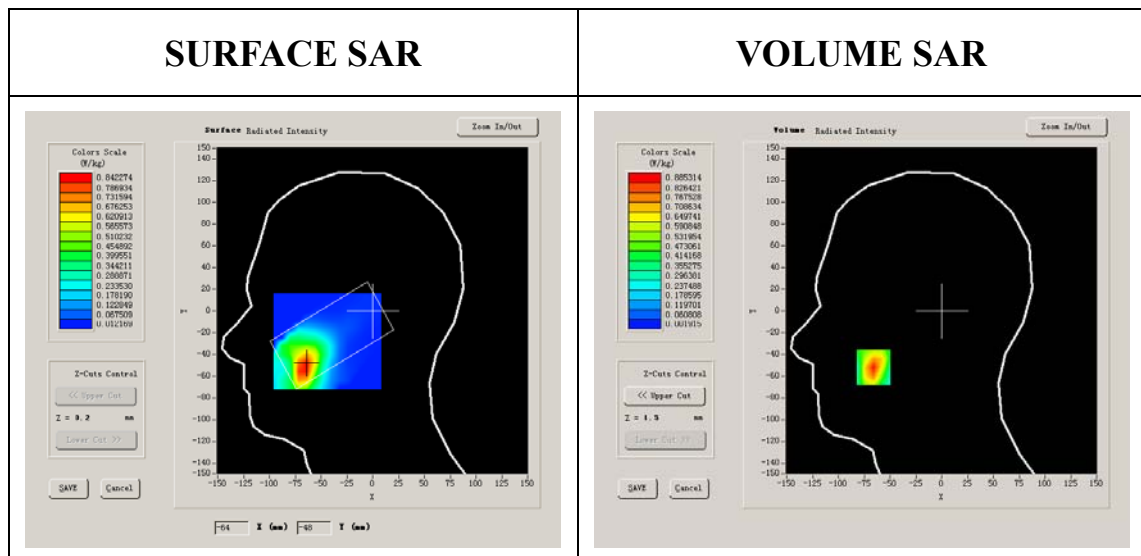 SURFACE SAR
Surface Radiated Intensity
Zoom In/Out
Colors Scale
(W/kg)
0.842274
0.786934
0.731594
0.676253
0.620913
0.565573
0.510232
0.454892
0.399551
0.344211
0.288871
0.233530
0.178190
0.122849
0.067509
0.012169
Z-Cuts Control
<< Upper Cut
Z = mm
Lower Cut >>
SAVE Cancel
150
140
120
100
80
60
40
20
0
-20
-40
-60
-80
-100
-120
-140
-150
Y
-150 -125 -100 -75 -50 -25 0 25 50 75 100 125 150
X
-64 X (mm) -48 Y (mm)
VOLUME SAR
Volume Radiated Intensity
Zoom In/Out
Colors Scale
(W/kg)
0.885314
0.826421
0.767528
0.708634
0.649741
0.590848
0.531954
0.473061
0.414168
0.355275
0.296381
0.237488
0.178595
0.119701
0.060808
0.001915
Z-Cuts Control
<< Upper Cut
Z = 1.5 mm
Lower Cut >>
SAVE Cancel
150
140
120
100
80
60
40
20
0
-20
-40
-60
-80
-100
-120
-140
-150
Y
-150 -125 -100 -75 -50 -25 0 25 50 75 100 125 150
X